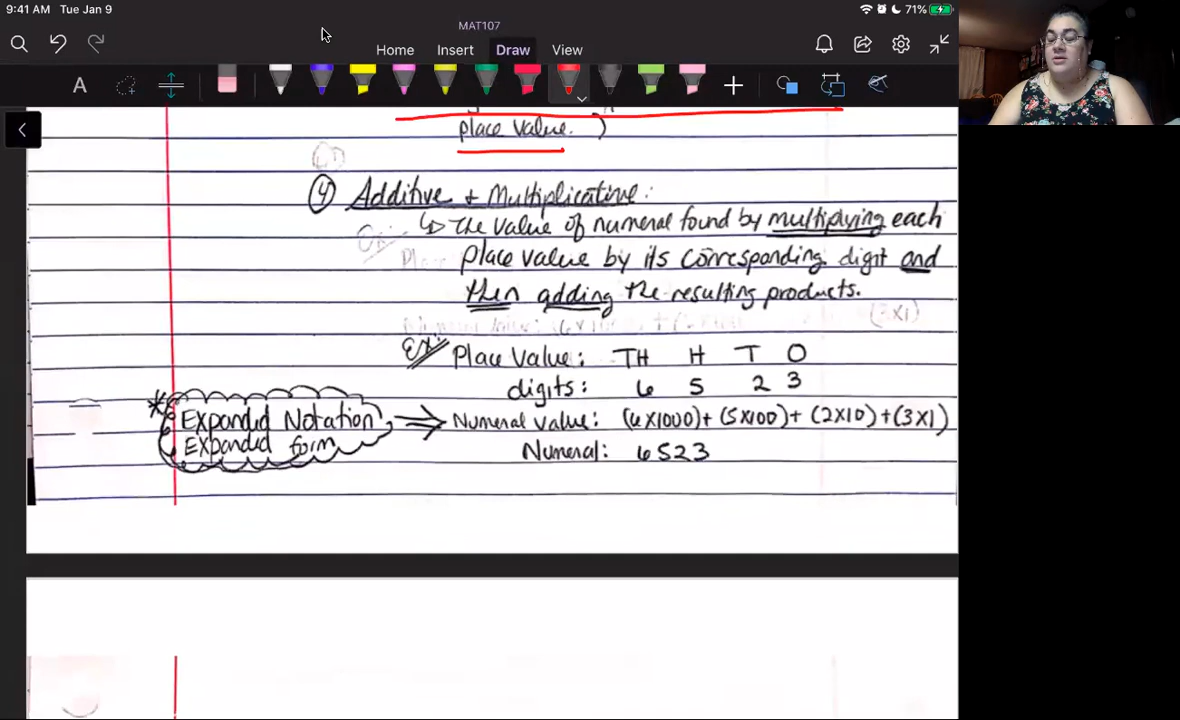 9:41 AM Tue Jan 9
71%
MAT107
Home Insert Draw View
A
place value. )
④ Additive + Multiplicative:
↳ The value of numeral found by multiplying each
place value by its corresponding digit and
then adding the resulting products.
(3x1)
Ex: Place Value: TH H T O
digits: 6 5 2 3
* Expanded Notation ⇒ Numeral value: (6x1000) + (5x100) + (2x10) + (3x1)
Expanded form
Numeral: 6523